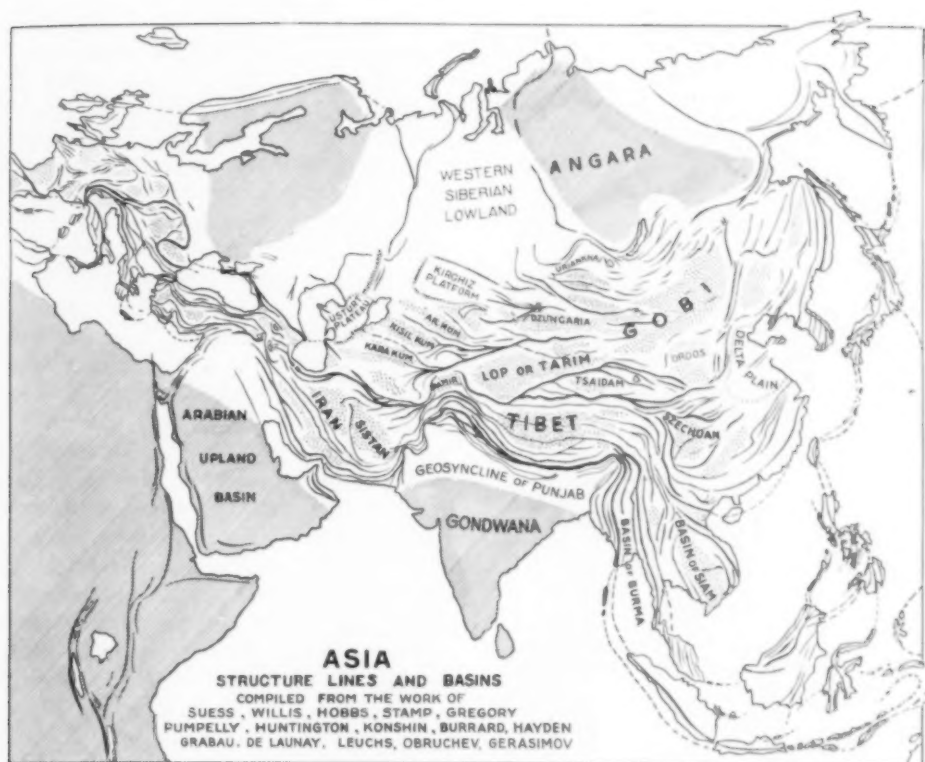 ANGARA
WESTERN
SIBERIAN
LOWLAND
KIRGHIZ
PLATFORM
USTURT
PLATEAU
AK KUM
KISIL KUM
KARA KUM
DZUNGARIA
GOBI
LOP OR TARIM
PAMIR
TSAIDAM
ORDOS
DELTA PLAIN
IRAN
SISTAN
TIBET
SZECHUAN
ARABIAN
UPLAND
BASIN
GEOSYNCLINE OF PUNJAB
GONDWANA
BASIN OF BURMA
BASIN OF SIAM
ASIA
STRUCTURE LINES AND BASINS
COMPILED FROM THE WORK OF
SUESS, WILLIS, HOBBS, STAMP, GREGORY
PUMPELLY, HUNTINGTON, KONSHIN, BURRARD, HAYDEN
GRABAU, DE LAUNAY, LEUCHS, OBRUCHEV, GERASIMOV